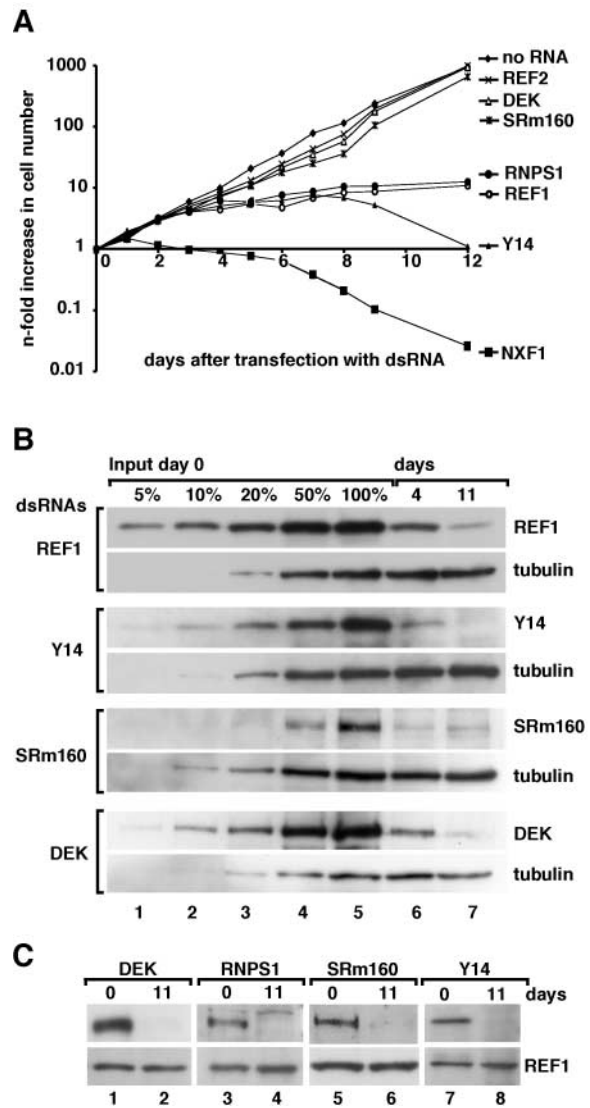 A
1000
100
10
1
0.1
0.01
n-fold increase in cell number
0 2 4 6 8 10 12
days after transfection with dsRNA
no RNA
REF2
DEK
SRm160
RNPS1
REF1
Y14
NXF1
B
Input day 0 days
dsRNAs 5% 10% 20% 50% 100% 4 11
REF1 REF1
tubulin
Y14 Y14
tubulin
SRm160 SRm160
tubulin
DEK DEK
tubulin
1 2 3 4 5 6 7
C
DEK RNPS1 SRm160 Y14
0 11 0 11 0 11 0 11 days
REF1
1 2 3 4 5 6 7 8